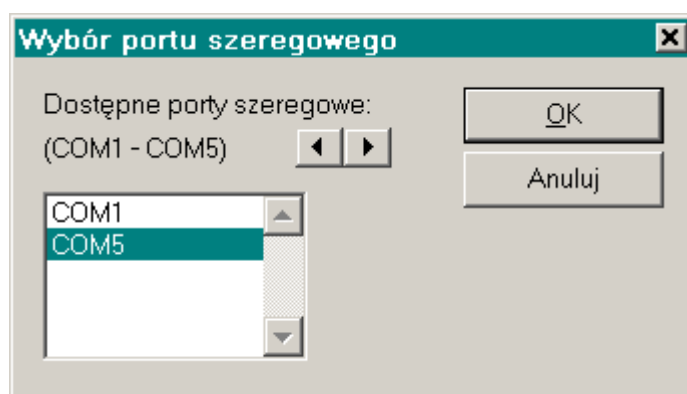 Wybór portu szeregowego
Dostępne porty szeregowe:
(COM1 - COM5)
OK
Anuluj
COM1
COM5